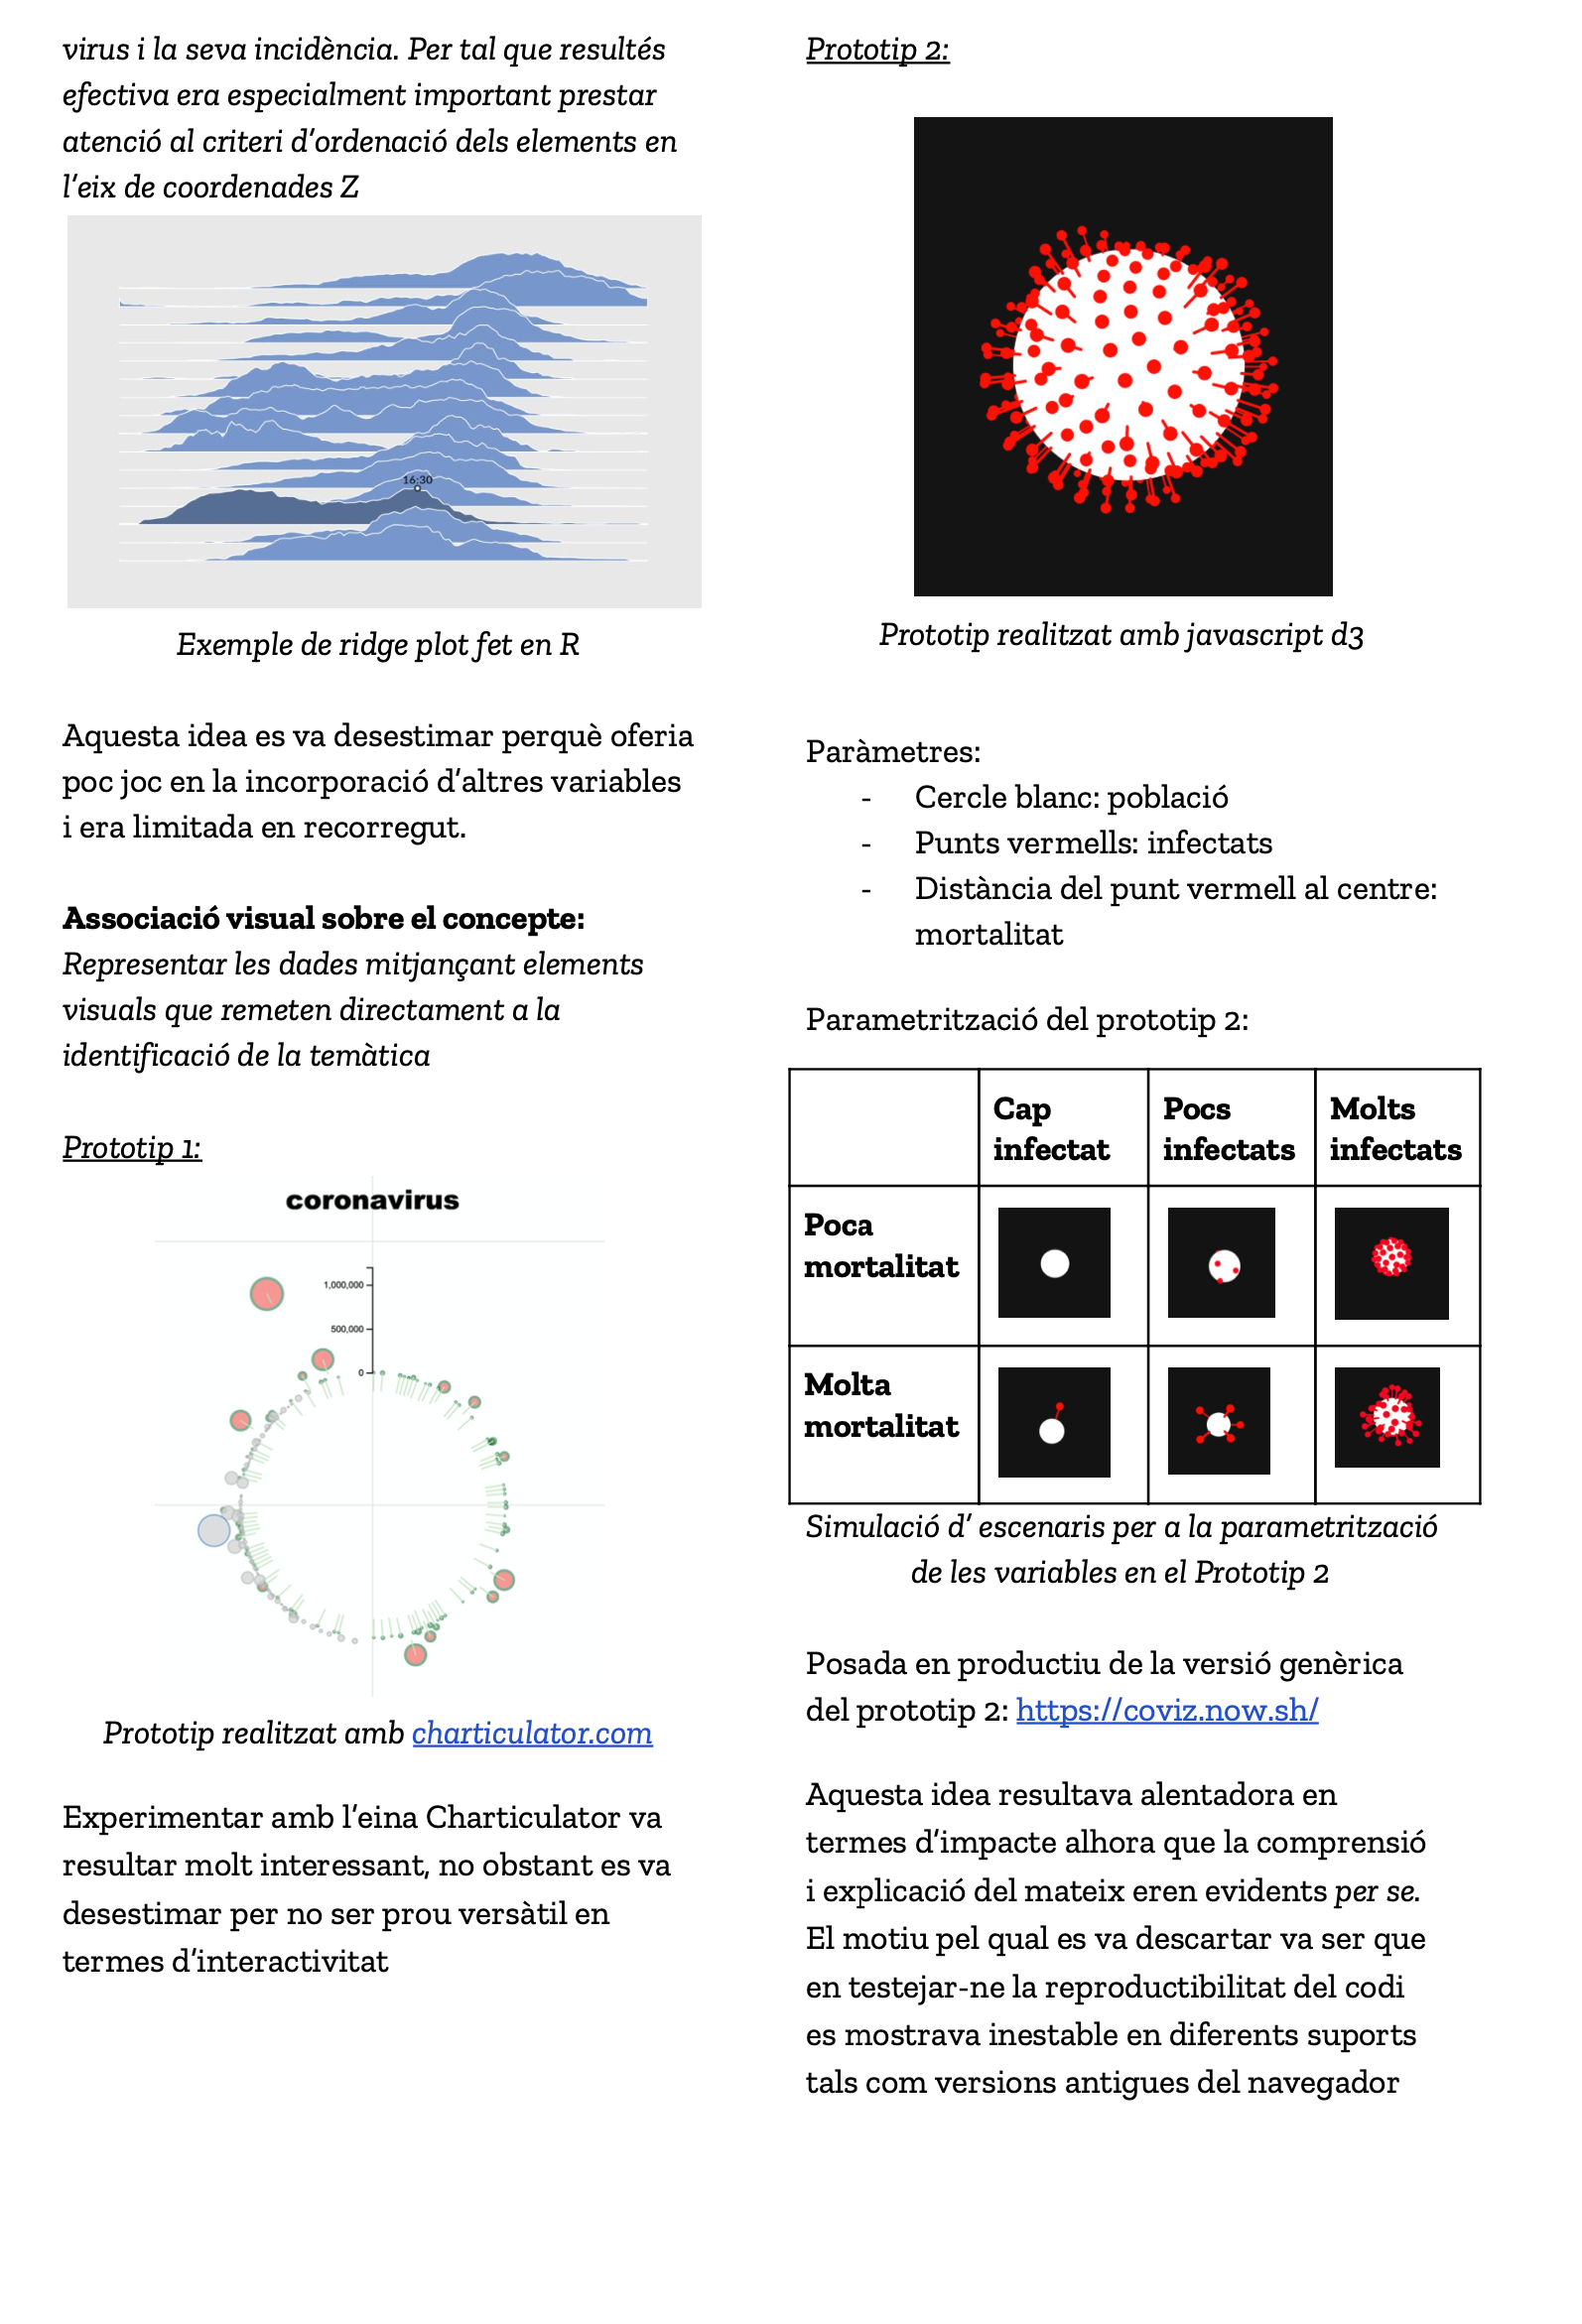 virus i la seva incidència. Per tal que resultés
efectiva era especialment important prestar
atenció al criteri d’ordenació dels elements en
l’eix de coordenades Z
16:30
Exemple de ridge plot fet en R
Aquesta idea es va desestimar perquè oferia
poc joc en la incorporació d’altres variables
i era limitada en recorregut.
Associació visual sobre el concepte:
Representar les dades mitjançant elements
visuals que remeten directament a la
identificació de la temàtica
Prototip 1:
coronavirus
1,000,000
500,000
0
Prototip realitzat amb charticulator.com
Experimentar amb l’eina Charticulator va
resultar molt interessant, no obstant es va
desestimar per no ser prou versàtil en
termes d’interactivitat
Prototip 2:
Prototip realitzat amb javascript d3
Paràmetres:
- Cercle blanc: població
- Punts vermells: infectats
- Distància del punt vermell al centre:
mortalitat
Parametrització del prototip 2:
Cap
infectat
Pocs
infectats
Molts
infectats
Poca
mortalitat
Molta
mortalitat
Simulació d’ escenaris per a la parametrització
de les variables en el Prototip 2
Posada en productiu de la versió genèrica
del prototip 2: https://coviz.now.sh/
Aquesta idea resultava alentadora en
termes d’impacte alhora que la comprensió
i explicació del mateix eren evidents per se.
El motiu pel qual es va descartar va ser que
en testejar-ne la reproductibilitat del codi
es mostrava inestable en diferents suports
tals com versions antigues del navegador